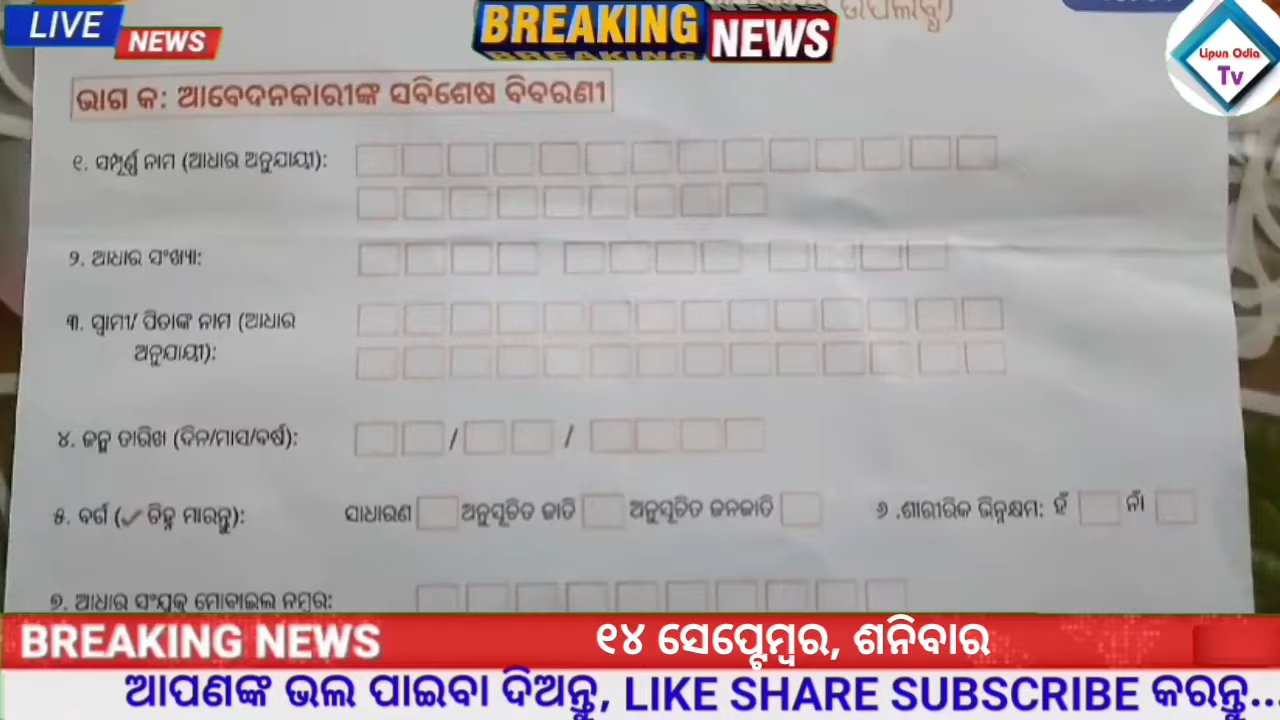 LIVE
NEWS
BREAKING
NEWS
ଉପଲବ୍ଧ)
Lipun Odia
Tv
ଭାଗ କ: ଆବେଦନକାରୀଙ୍କ ସବିଶେଷ ବିବରଣୀ
୧. ସମ୍ପୂର୍ଣ୍ଣ ନାମ (ଆଧାର ଅନୁଯାୟୀ):
୨. ଆଧାର ସଂଖ୍ୟା:
୩. ସ୍ୱାମୀ/ ପିତାଙ୍କ ନାମ (ଆଧାର
ଅନୁଯାୟୀ):
୪. ଜନ୍ମ ତାରିଖ (ଦିନ/ମାସ/ବର୍ଷ): / /
୫. ବର୍ଗ (✓ ଚିହ୍ନ ମାରନ୍ତୁ): ସାଧାରଣ ଅନୁସୂଚିତ ଜାତି ଅନୁସୂଚିତ ଜନଜାତି ୬ .ଶାରୀରିକ ଭିନ୍ନକ୍ଷମ: ହଁ ନାଁ
୭. ଆଧାର ସଂଯୁକ୍ତ ମୋବାଇଲ ନମ୍ବର:
BREAKING NEWS ୧୪ ସେପ୍ଟେମ୍ବର, ଶନିବାର
ଆପଣଙ୍କ ଭଲ ପାଇବା ଦିଅନ୍ତୁ, LIKE SHARE SUBSCRIBE କରନ୍ତୁ...